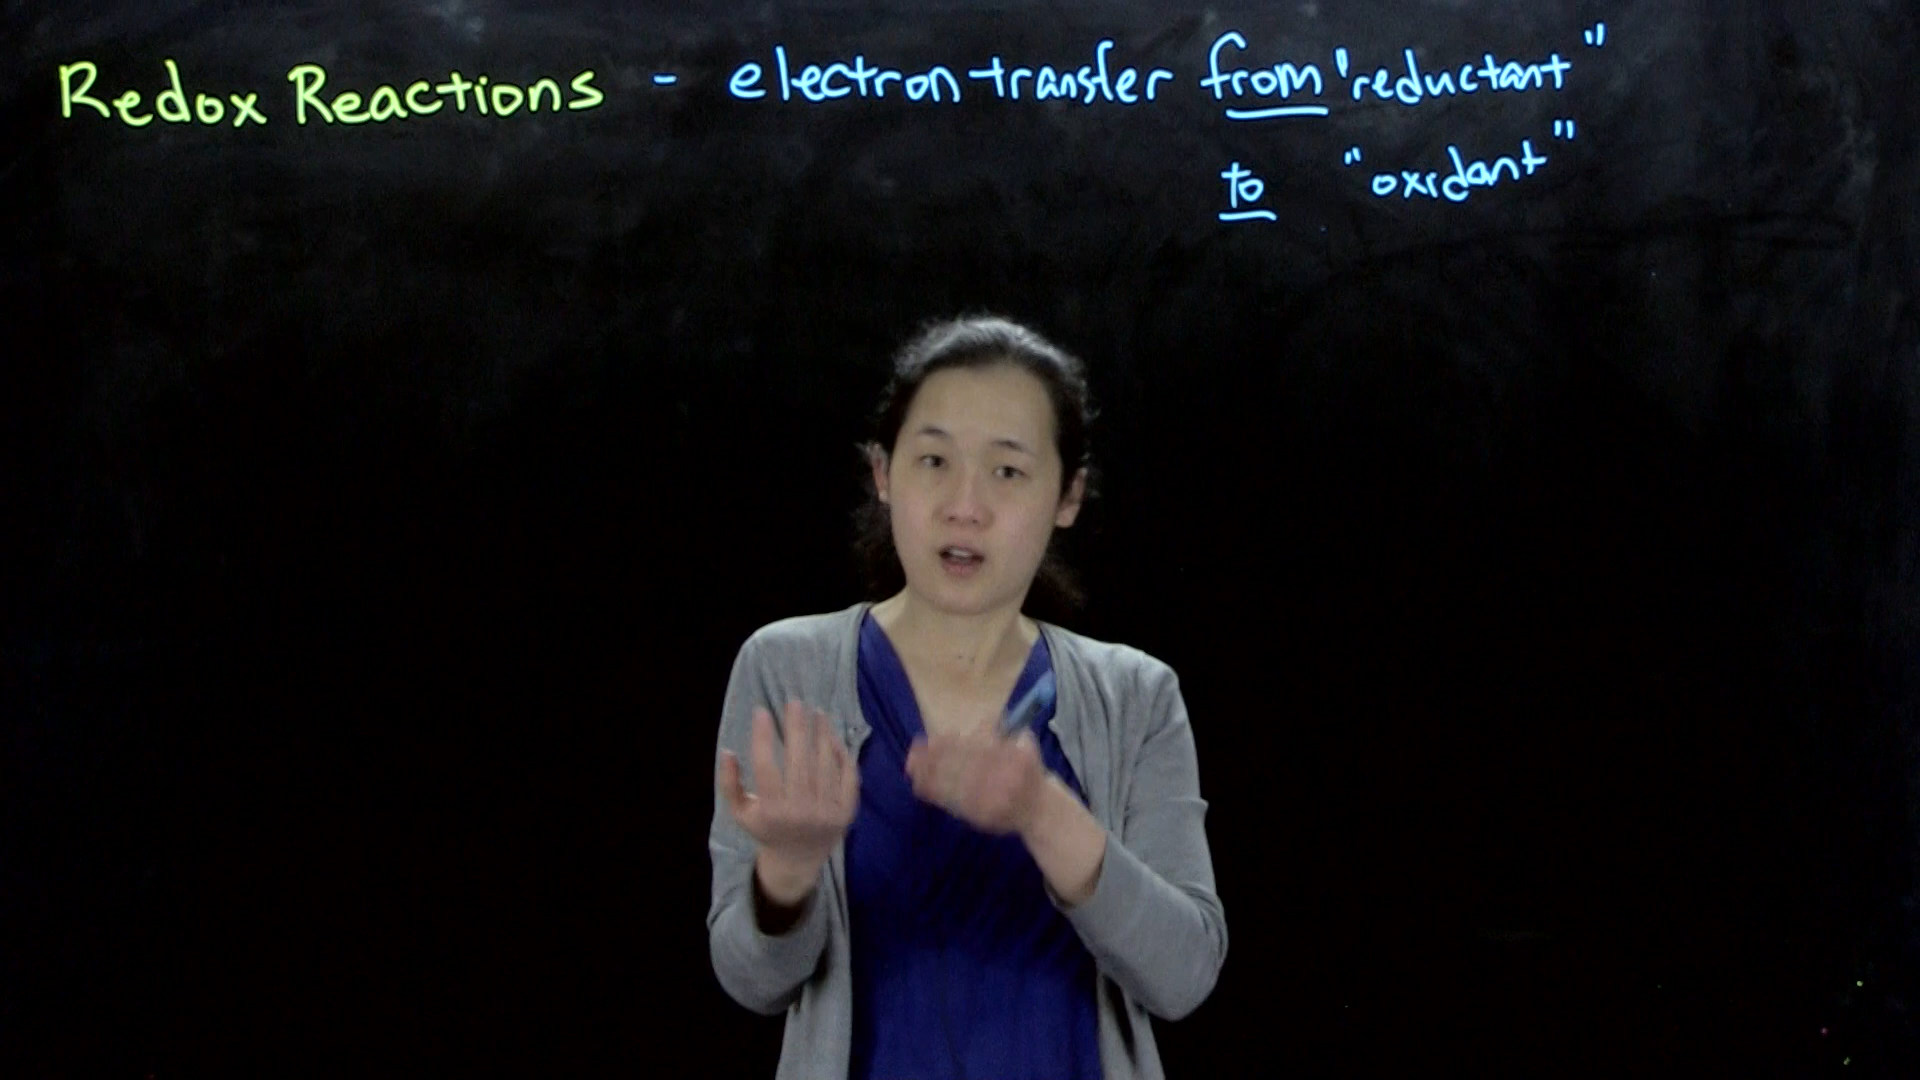 Redox Reactions - electron transfer from "reductant"
to "oxidant"